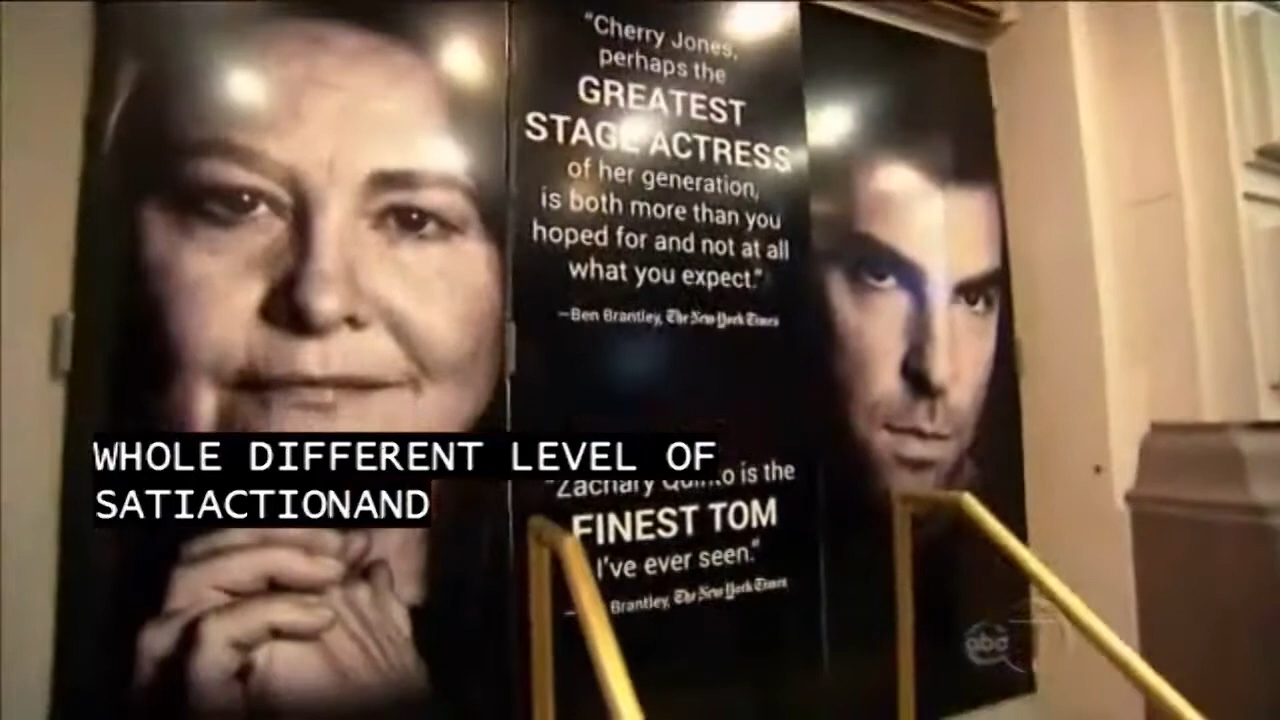 "Cherry Jones,
perhaps the
GREATEST
STAGE ACTRESS
of her generation,
is both more than you
hoped for and not at all
what you expect."
—Ben Brantley, The New York Times
WHOLE DIFFERENT LEVEL OF
SATIACTIONAND
"Zachary Quinto is the
FINEST TOM
I've ever seen."
Brantley, The New York Times
abc